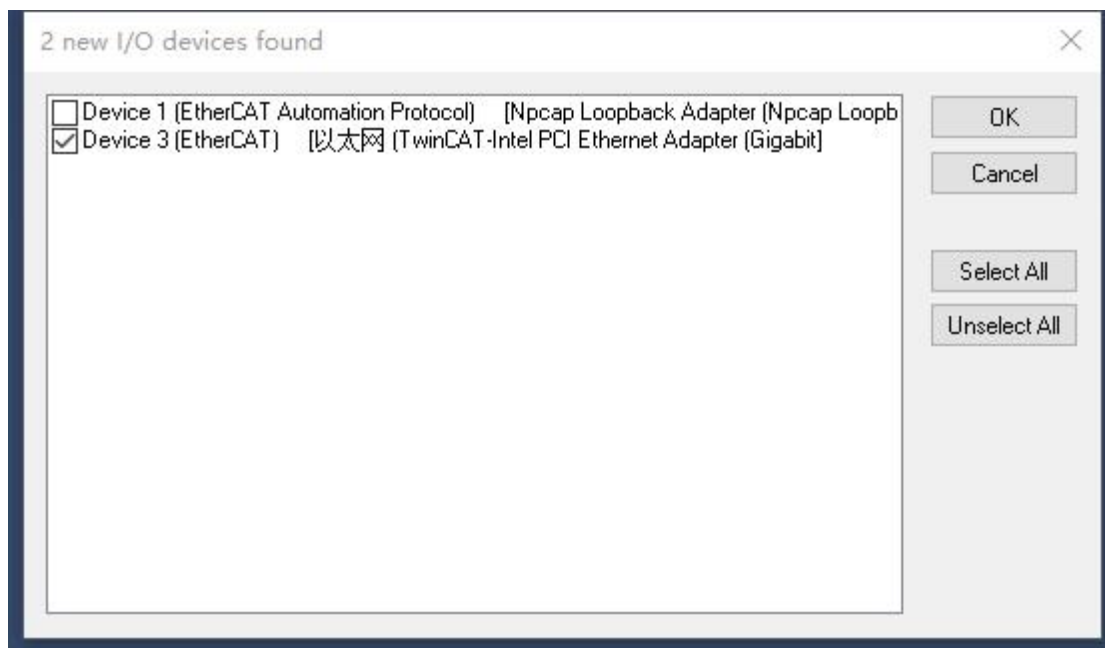 2 new I/O devices found
Device 1 (EtherCAT Automation Protocol) [Npcap Loopback Adapter (Npcap Loopb
Device 3 (EtherCAT) [以太网 (TwinCAT-Intel PCI Ethernet Adapter (Gigabit]
OK
Cancel
Select All
Unselect All